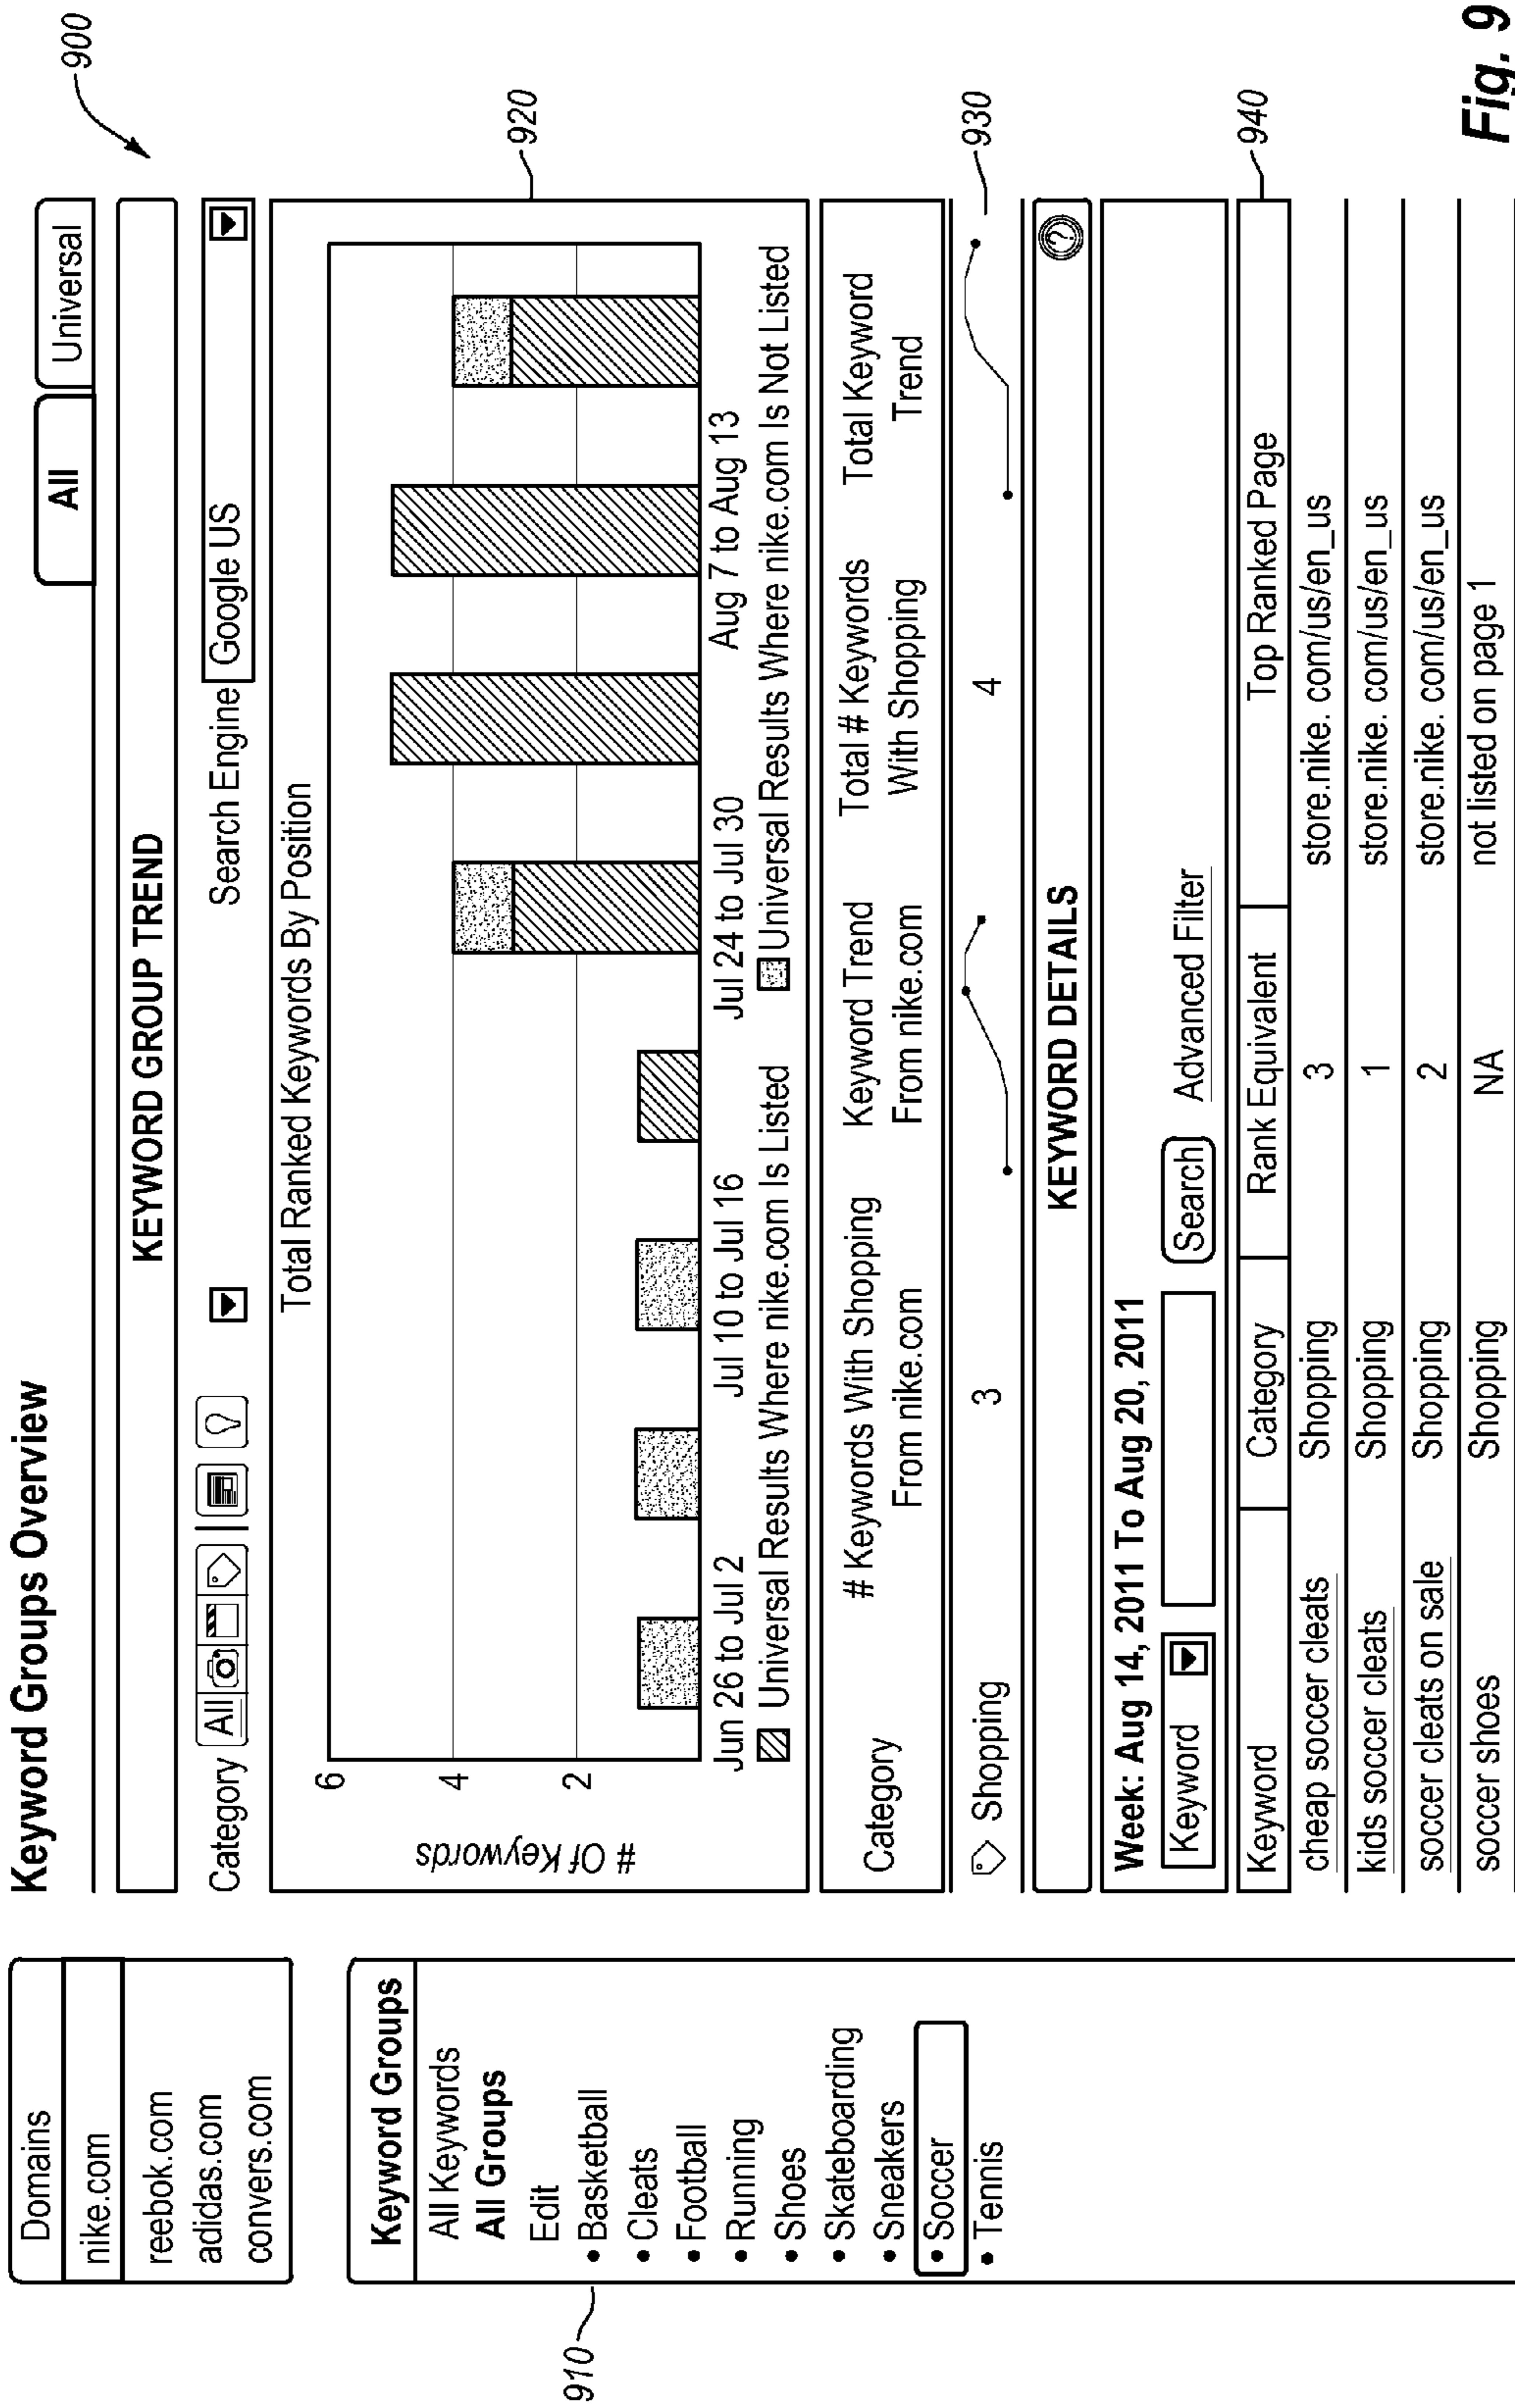 Domains
nike.com
reebok.com
adidas.com
convers.com
Keyword Groups
All Keywords
All Groups
Edit
• Basketball
• Cleats
• Football
• Running
• Shoes
• Skateboarding
• Sneakers
• Soccer
• Tennis
910
Keyword Groups Overview
All Universal
900
KEYWORD GROUP TREND
Category All Search Engine Google US
Total Ranked Keywords By Position
# Of Keywords
6
4
2
Jun 26 to Jul 2 Jul 10 to Jul 16 Jul 24 to Jul 30 Aug 7 to Aug 13
Universal Results Where nike.com Is Listed Universal Results Where nike.com Is Not Listed
920
Category # Keywords With Shopping From nike.com Keyword Trend From nike.com Total # Keywords With Shopping Total Keyword Trend
Shopping 3 4
930
KEYWORD DETAILS ?
Week: Aug 14, 2011 To Aug 20, 2011
Keyword Search Advanced Filter
Keyword Category Rank Equivalent Top Ranked Page
940
cheap soccer cleats Shopping 3 store.nike. com/us/en_us
kids soccer cleats Shopping 1 store.nike. com/us/en_us
soccer cleats on sale Shopping 2 store.nike. com/us/en_us
soccer shoes Shopping NA not listed on page 1
Fig. 9